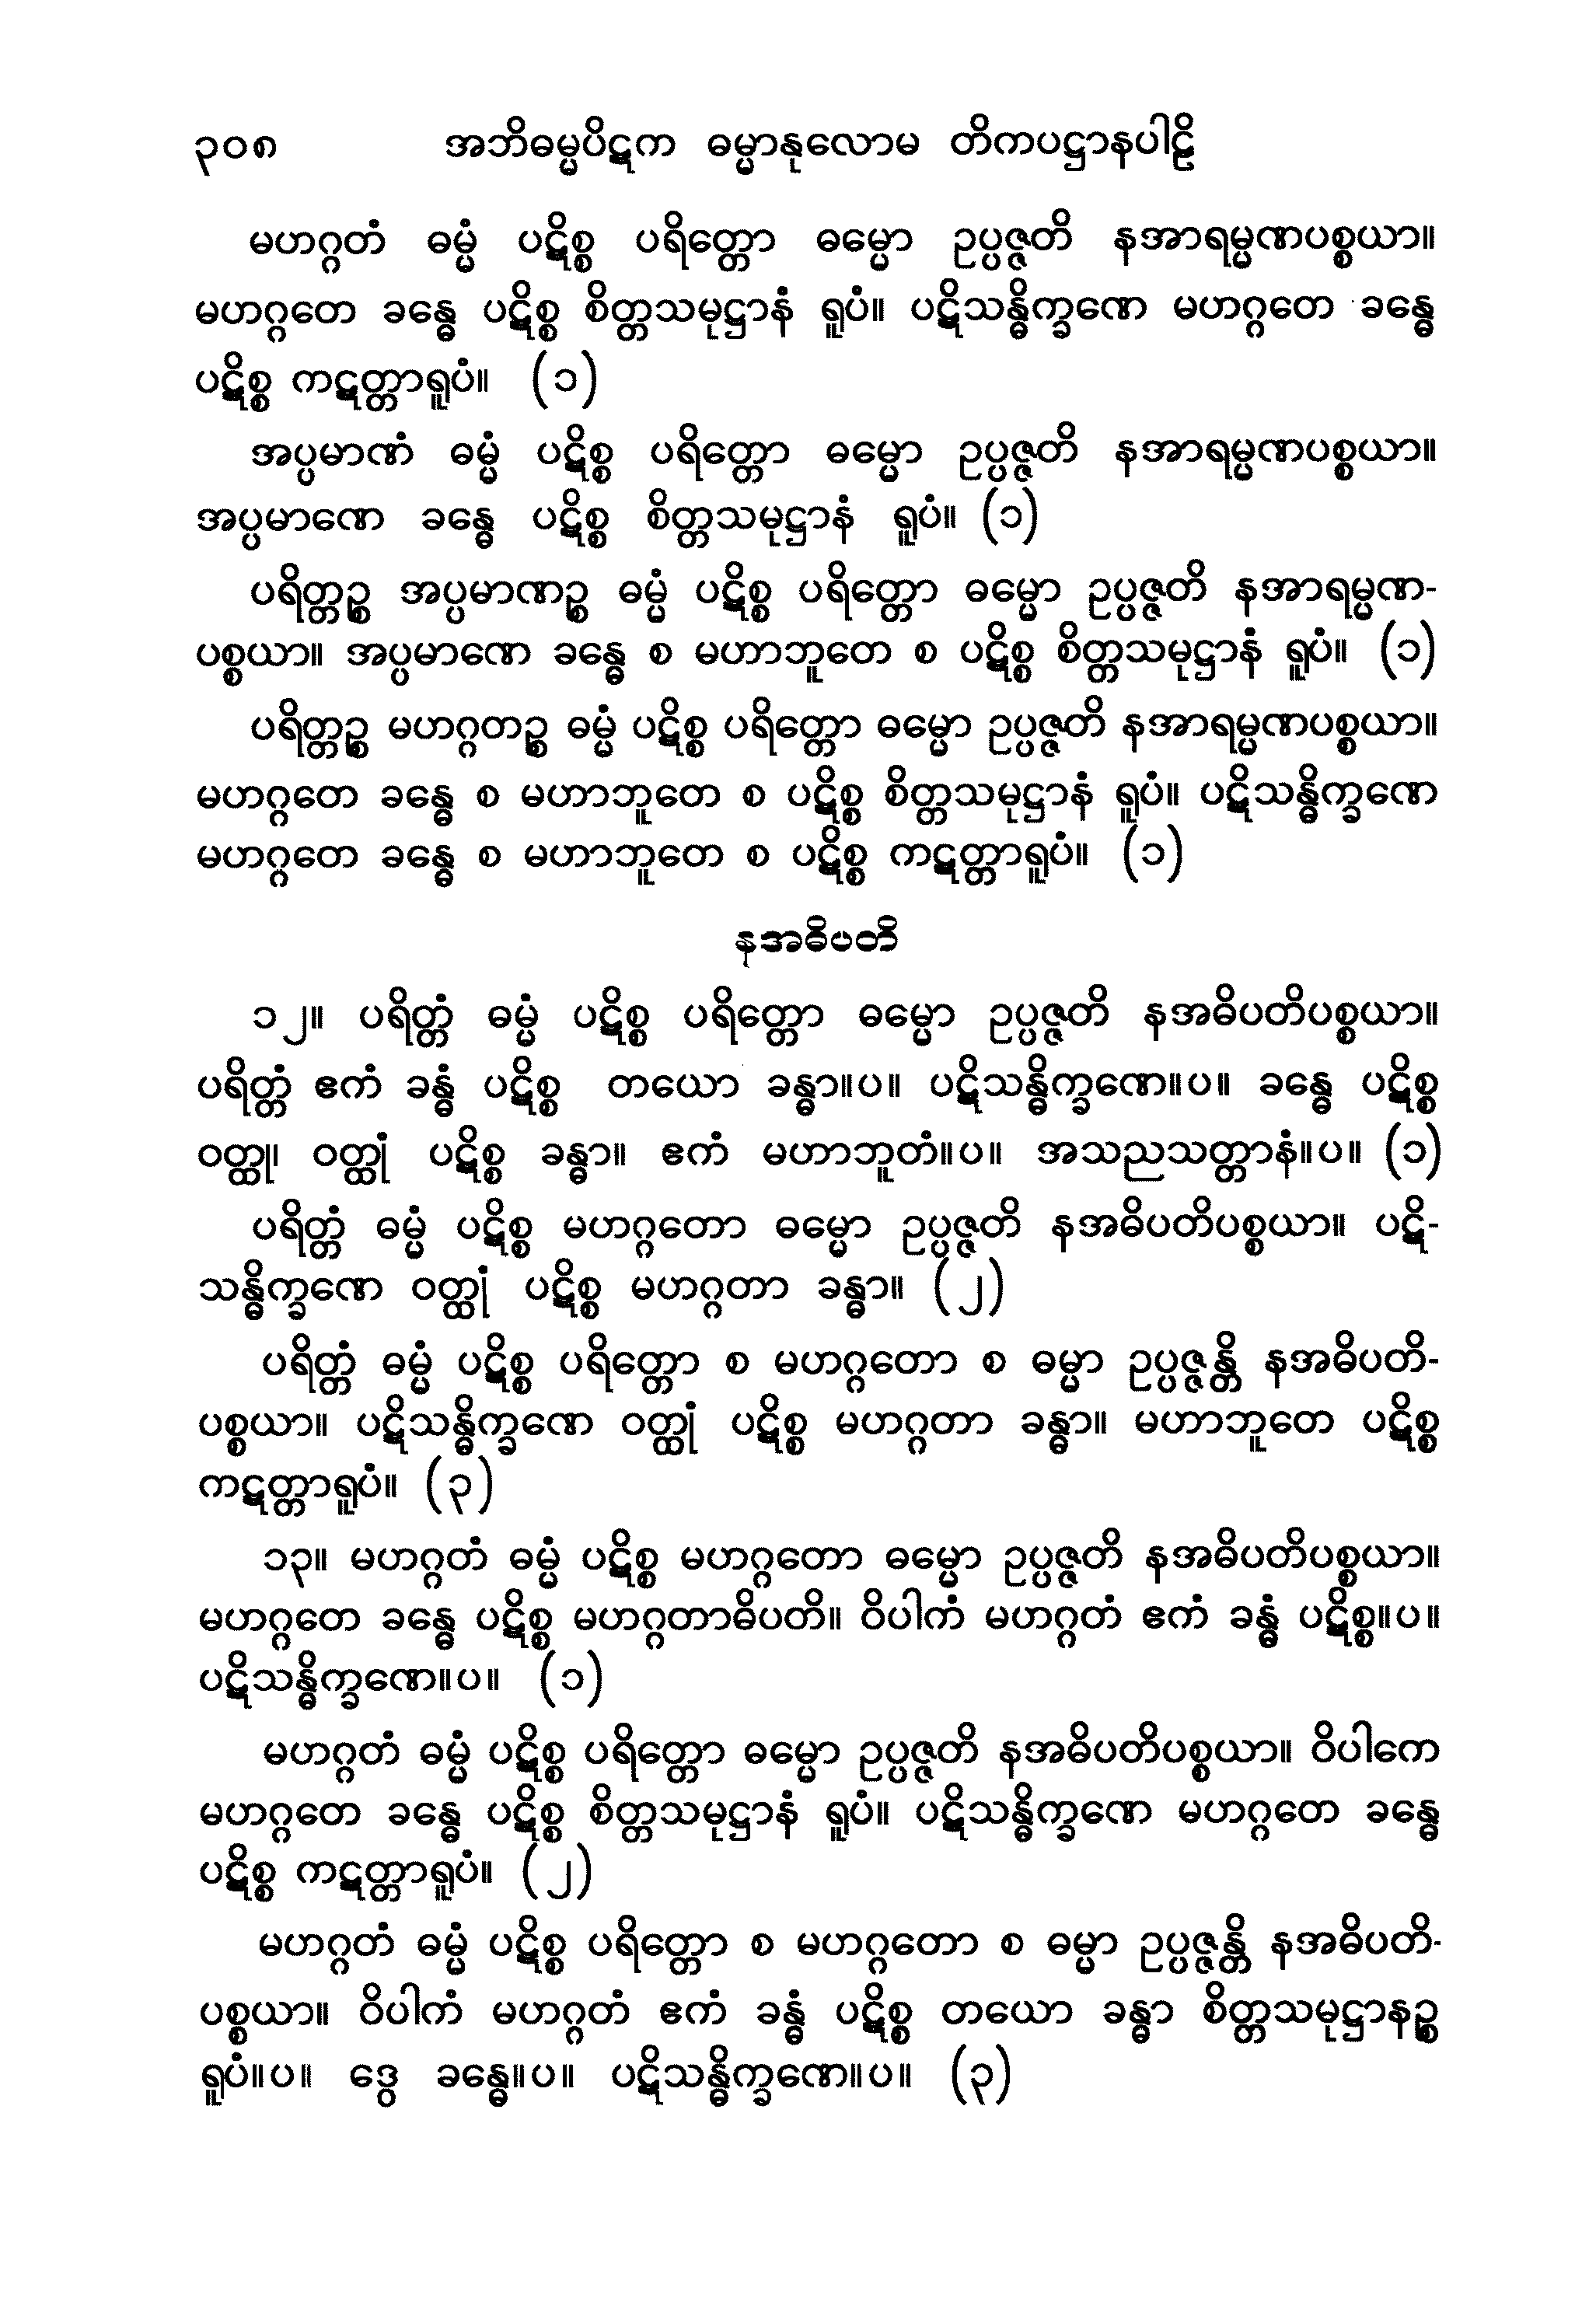 ၃၀၈ အဘိဓမ္မပိဋက ဓမ္မာနုလောမ တိကပဋ္ဌာနပါဠိ
မဟဂ္ဂတံ ဓမ္မံ ပဋိစ္စ ပရိတ္တော ဓမ္မော ဥပ္ပဇ္ဇတိ နအာရမ္မဏပစ္စယာ။
မဟဂ္ဂတေ ခန္ဓေ ပဋိစ္စ စိတ္တသမုဋ္ဌာနံ ရူပံ။ ပဋိသန္ဓိက္ခဏေ မဟဂ္ဂတေ ခန္ဓေ
ပဋိစ္စ ကဋတ္တာရူပံ။ (၁)
အပ္ပမာဏံ ဓမ္မံ ပဋိစ္စ ပရိတ္တော ဓမ္မော ဥပ္ပဇ္ဇတိ နအာရမ္မဏပစ္စယာ။
အပ္ပမာဏေ ခန္ဓေ ပဋိစ္စ စိတ္တသမုဋ္ဌာနံ ရူပံ။ (၁)
ပရိတ္တဉ္စ အပ္ပမာဏဉ္စ ဓမ္မံ ပဋိစ္စ ပရိတ္တော ဓမ္မော ဥပ္ပဇ္ဇတိ နအာရမ္မဏ-
ပစ္စယာ။ အပ္ပမာဏေ ခန္ဓေ စ မဟာဘူတေ စ ပဋိစ္စ စိတ္တသမုဋ္ဌာနံ ရူပံ။ (၁)
ပရိတ္တဉ္စ မဟဂ္ဂတဉ္စ ဓမ္မံ ပဋိစ္စ ပရိတ္တော ဓမ္မော ဥပ္ပဇ္ဇတိ နအာရမ္မဏပစ္စယာ။
မဟဂ္ဂတေ ခန္ဓေ စ မဟာဘူတေ စ ပဋိစ္စ စိတ္တသမုဋ္ဌာနံ ရူပံ။ ပဋိသန္ဓိက္ခဏေ
မဟဂ္ဂတေ ခန္ဓေ စ မဟာဘူတေ စ ပဋိစ္စ ကဋတ္တာရူပံ။ (၁)
နအဓိပတိ
၁၂။ ပရိတ္တံ ဓမ္မံ ပဋိစ္စ ပရိတ္တော ဓမ္မော ဥပ္ပဇ္ဇတိ နအဓိပတိပစ္စယာ။
ပရိတ္တံ ဧကံ ခန္ဓံ ပဋိစ္စ တယော ခန္ဓာ။ပ။ ပဋိသန္ဓိက္ခဏေ။ပ။ ခန္ဓေ ပဋိစ္စ
ဝတ္ထု၊ ဝတ္ထုံ ပဋိစ္စ ခန္ဓာ။ ဧကံ မဟာဘူတံ။ပ။ အသညသတ္တာနံ။ပ။ (၁)
ပရိတ္တံ ဓမ္မံ ပဋိစ္စ မဟဂ္ဂတော ဓမ္မော ဥပ္ပဇ္ဇတိ နအဓိပတိပစ္စယာ။ ပဋိ-
သန္ဓိက္ခဏေ ဝတ္ထုံ ပဋိစ္စ မဟဂ္ဂတာ ခန္ဓာ။ (၂)
ပရိတ္တံ ဓမ္မံ ပဋိစ္စ ပရိတ္တော စ မဟဂ္ဂတော စ ဓမ္မာ ဥပ္ပဇ္ဇန္တိ နအဓိပတိ-
ပစ္စယာ။ ပဋိသန္ဓိက္ခဏေ ဝတ္ထုံ ပဋိစ္စ မဟဂ္ဂတာ ခန္ဓာ။ မဟာဘူတေ ပဋိစ္စ
ကဋတ္တာရူပံ။ (၃)
၁၃။ မဟဂ္ဂတံ ဓမ္မံ ပဋိစ္စ မဟဂ္ဂတော ဓမ္မော ဥပ္ပဇ္ဇတိ နအဓိပတိပစ္စယာ။
မဟဂ္ဂတေ ခန္ဓေ ပဋိစ္စ မဟဂ္ဂတာဓိပတိ။ ဝိပါကံ မဟဂ္ဂတံ ဧကံ ခန္ဓံ ပဋိစ္စ။ပ။
ပဋိသန္ဓိက္ခဏေ။ပ။ (၁)
မဟဂ္ဂတံ ဓမ္မံ ပဋိစ္စ ပရိတ္တော ဓမ္မော ဥပ္ပဇ္ဇတိ နအဓိပတိပစ္စယာ။ ဝိပါကေ
မဟဂ္ဂတေ ခန္ဓေ ပဋိစ္စ စိတ္တသမုဋ္ဌာနံ ရူပံ။ ပဋိသန္ဓိက္ခဏေ မဟဂ္ဂတေ ခန္ဓေ
ပဋိစ္စ ကဋတ္တာရူပံ။ (၂)
မဟဂ္ဂတံ ဓမ္မံ ပဋိစ္စ ပရိတ္တော စ မဟဂ္ဂတော စ ဓမ္မာ ဥပ္ပဇ္ဇန္တိ နအဓိပတိ-
ပစ္စယာ။ ဝိပါကံ မဟဂ္ဂတံ ဧကံ ခန္ဓံ ပဋိစ္စ တယော ခန္ဓာ စိတ္တသမုဋ္ဌာနဉ္စ
ရူပံ။ပ။ ဒွေ ခန္ဓေ။ပ။ ပဋိသန္ဓိက္ခဏေ။ပ။ (၃)